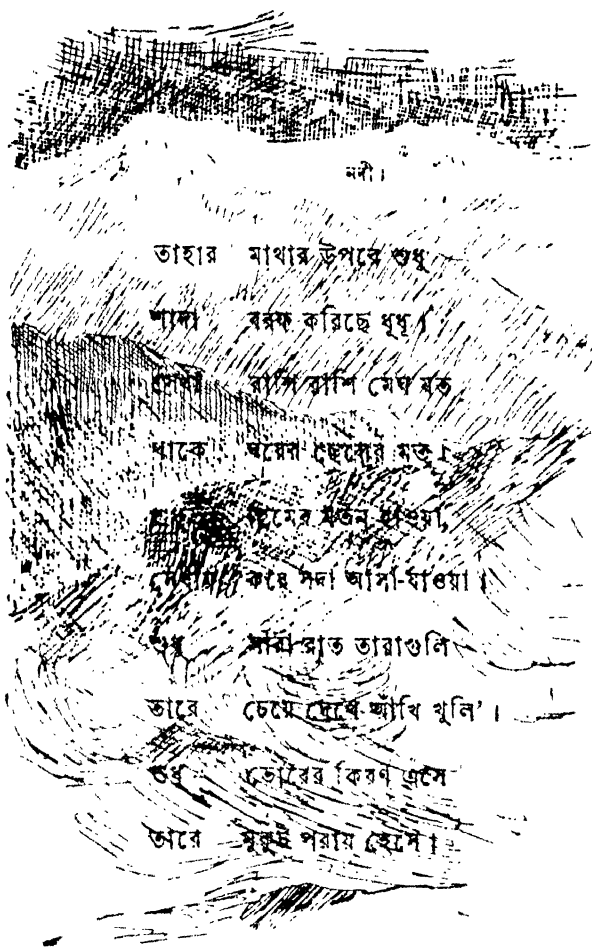 নদী।
তাহার মাথার উপরে শুধু
শাদা বরফ করিছে ধূধূ।
সেথা রাশি রাশি মেঘ যত
থাকে ঘরের ছেলের মত।
হিমের মতন হাওয়া,
সেথায় করে সদা আসা-যাওয়া।
শুধু সারা রাত তারাগুলি
তারে চেয়ে দেখে আঁখি খুলি'।
শুধু ভোরের কিরণ এসে
তারে মুকুট পরায় হেসে।